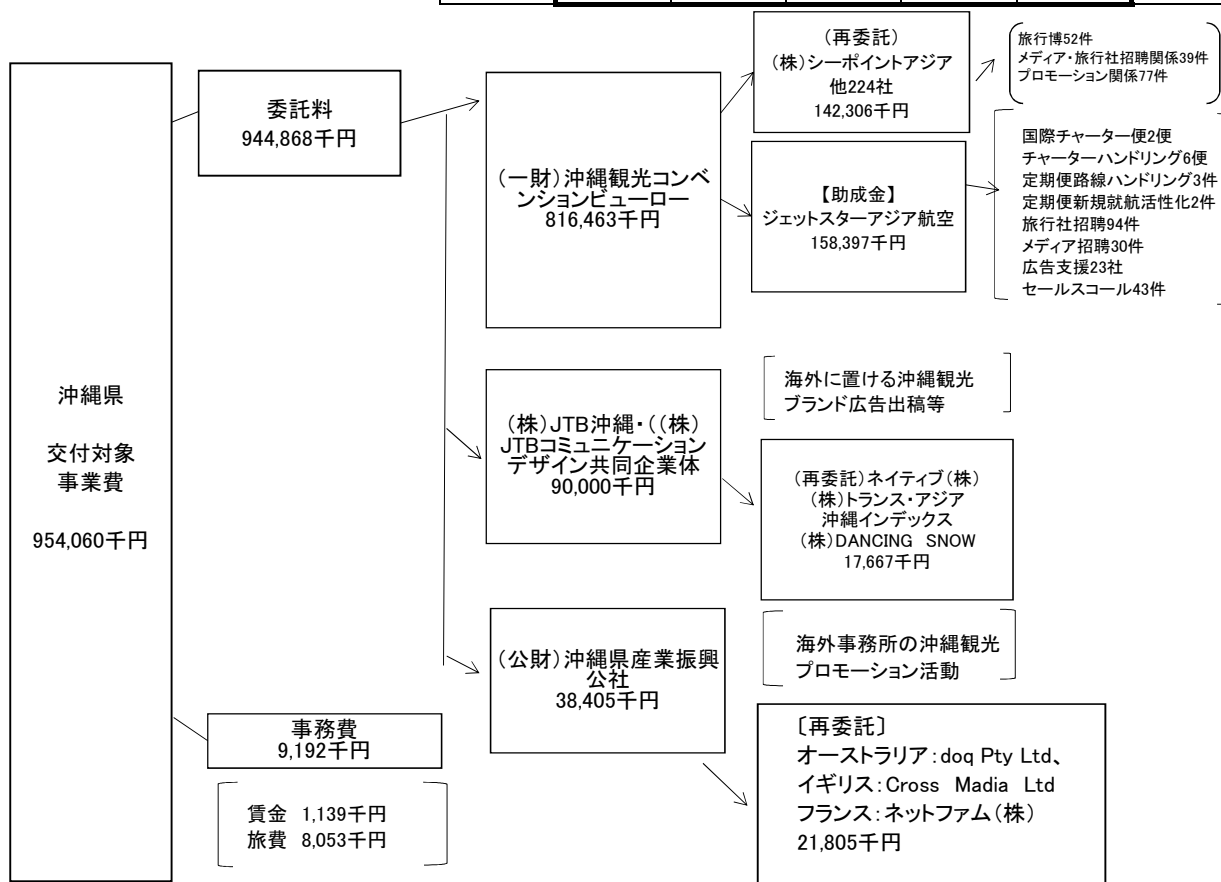 沖縄県
交付対象
事業費
954,060千円
委託料
944,868千円
事務費
9,192千円
賃金 1,139千円
旅費 8,053千円
(一財)沖縄観光コンベ
ンションビューロー
816,463千円
(再委託)
(株)シーポイントアジア
他224社
142,306千円
旅行博52件
メディア・旅行社招聘関係39件
プロモーション関係77件
【助成金】
ジェットスターアジア航空
158,397千円
国際チャーター便2便
チャーターハンドリング6便
定期便路線ハンドリング3件
定期便新規就航活性化2件
旅行社招聘94件
メディア招聘30件
広告支援23社
セールスコール43件
(株)JTB沖縄・((株)
JTBコミュニケーション
デザイン共同企業体
90,000千円
海外に置ける沖縄観光
ブランド広告出稿等
(再委託)ネイティブ(株)
(株)トランス・アジア
沖縄インデックス
(株)DANCING SNOW
17,667千円
(公財)沖縄県産業振興
公社
38,405千円
海外事務所の沖縄観光
プロモーション活動
〔再委託〕
オーストラリア:doq Pty Ltd、
イギリス:Cross Madia Ltd
フランス:ネットファム(株)
21,805千円